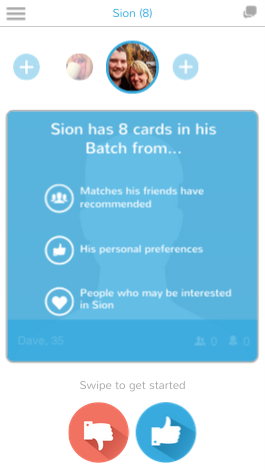 Sion (8)
Sion has 8 cards in his
Batch from...
Matches his friends have
recommended
His personal preferences
People who may be interested
in Sion
Dave, 35
0
0
Swipe to get started